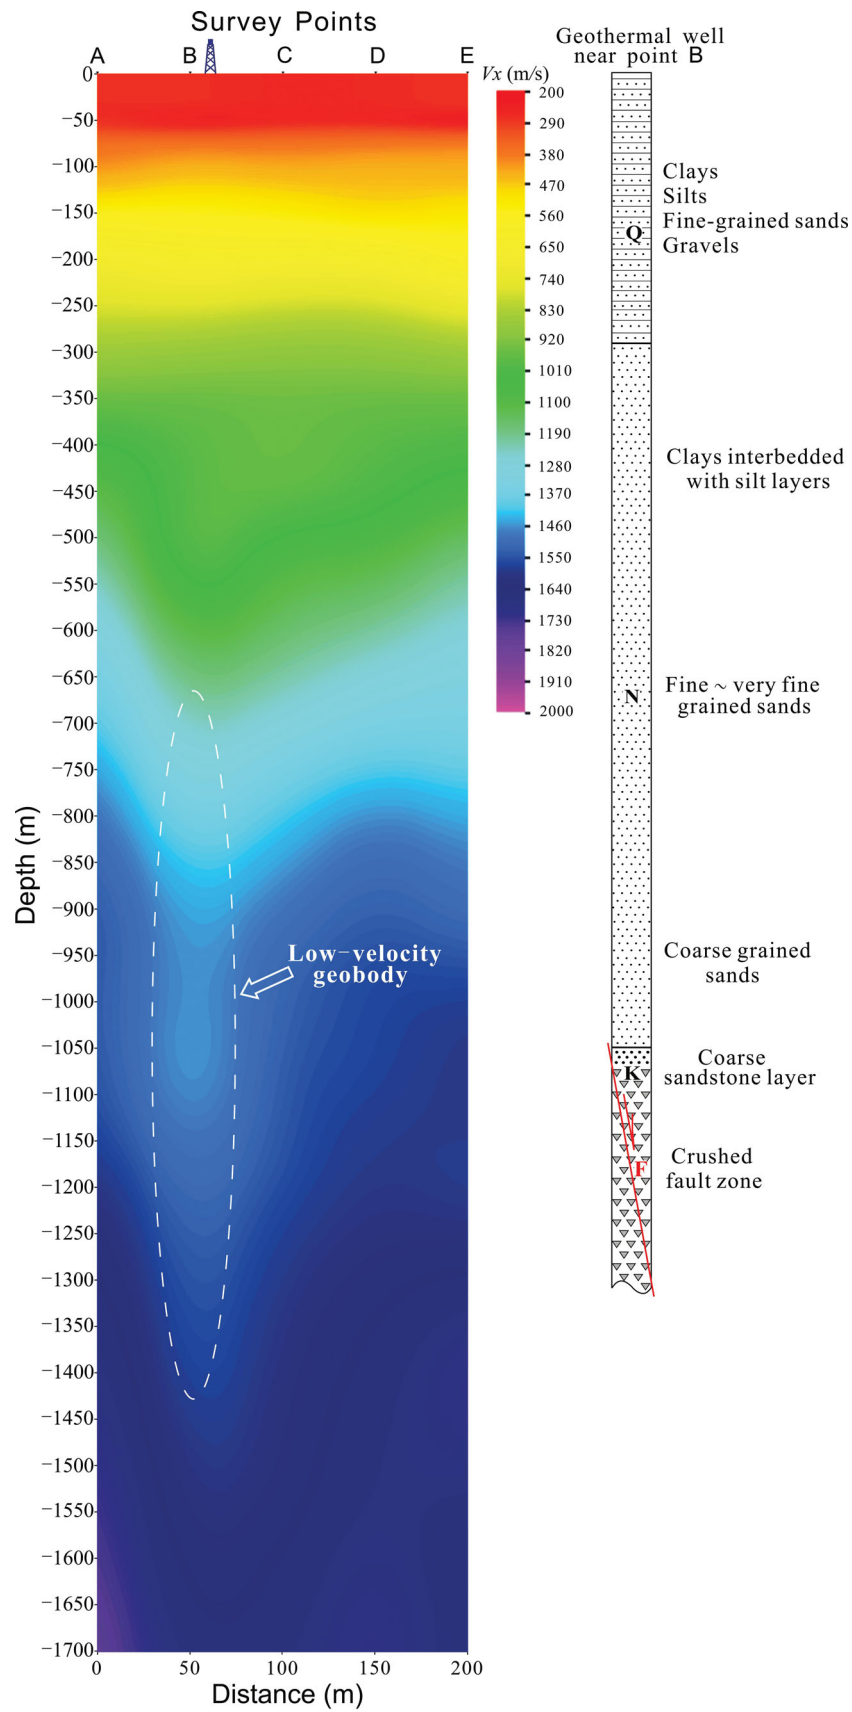 Survey Points
A B C D E
Geothermal well
near point B
Vx (m/s)
0
−50
−100
−150
−200
−250
−300
−350
−400
−450
−500
−550
−600
−650
−700
−750
−800
−850
−900
−950
−1000
−1050
−1100
−1150
−1200
−1250
−1300
−1350
−1400
−1450
−1500
−1550
−1600
−1650
−1700
Depth (m)
0 50 100 150 200
Distance (m)
Low−velocity
geobody
200
290
380
470
560
650
740
830
920
1010
1100
1190
1280
1370
1460
1550
1640
1730
1820
1910
2000
Q
Clays
Silts
Fine-grained sands
Gravels
Clays interbedded
with silt layers
N
Fine ~ very fine
grained sands
Coarse grained
sands
K
Coarse
sandstone layer
F
Crushed
fault zone